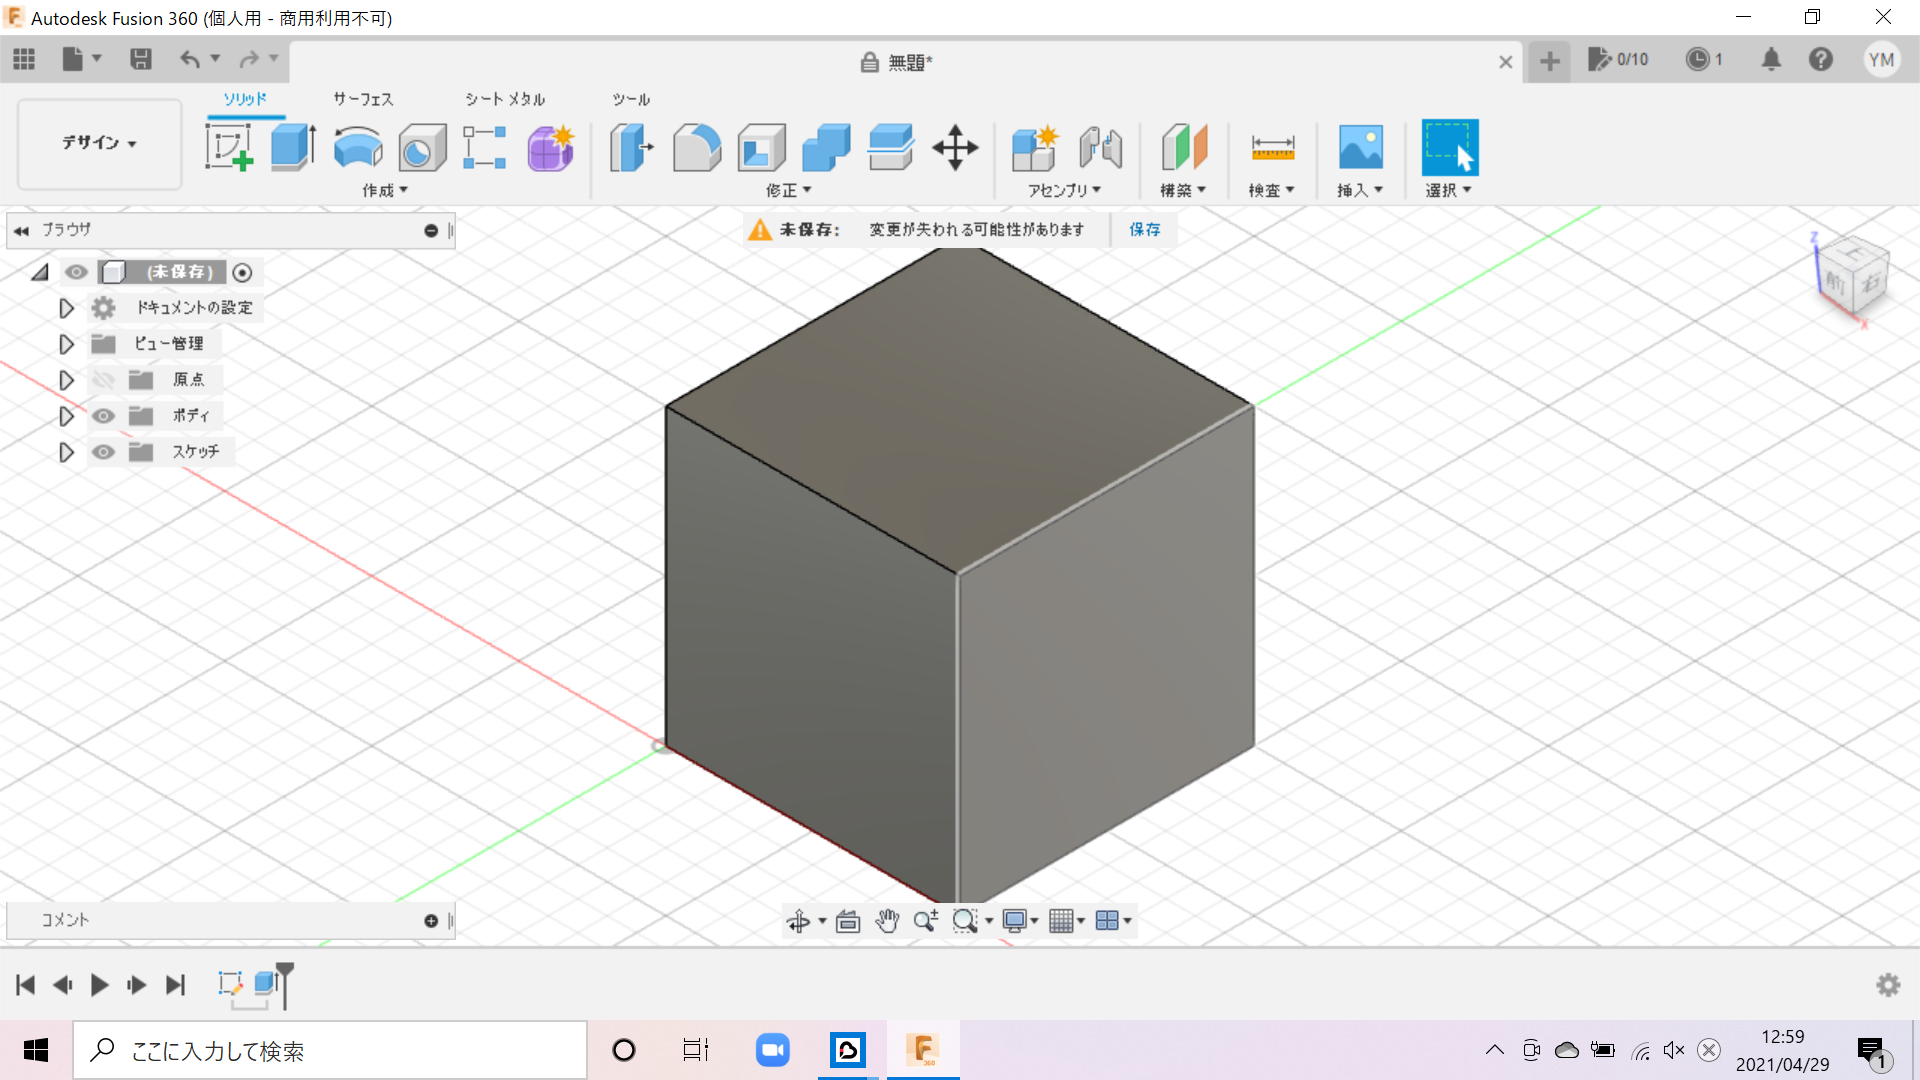 Autodesk Fusion 360 (個人用 - 商用利用不可)
無題*
0/10
1
YM
デザイン
ソリッド
サーフェス
シート メタル
ツール
作成
修正
アセンブリ
構築
検査
挿入
選択
ブラウザ
未保存: 変更が失われる可能性があります 保存
(未保存)
ドキュメントの設定
ビュー管理
原点
ボディ
スケッチ
Z
上
前
右
X
コメント
ここに入力して検索
F
360
12:59
2021/04/29
1